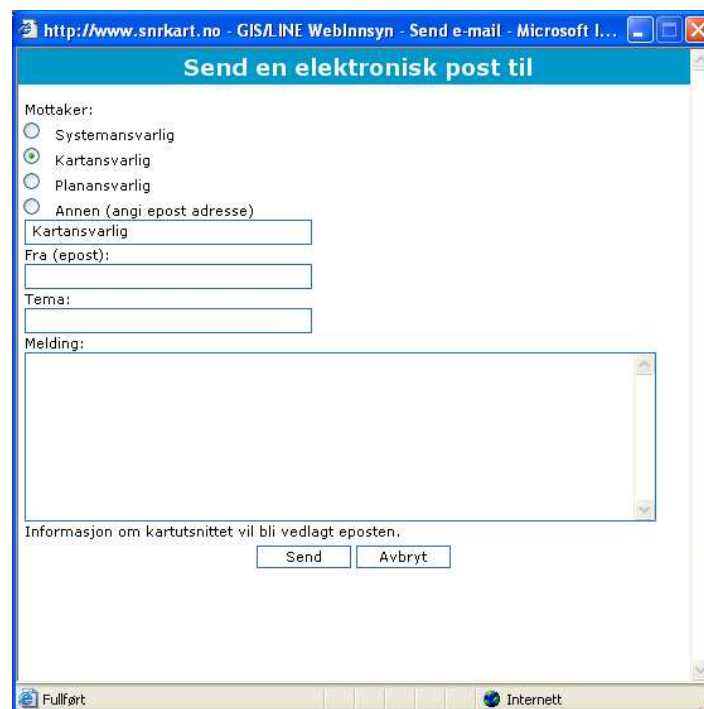 http://www.snrkart.no - GIS/LINE WebInnsyn - Send e-mail - Microsoft I...
Send en elektronisk post til
Mottaker:
Systemansvarlig
Kartansvarlig
Planansvarlig
Annen (angi epost adresse)
Kartansvarlig
Fra (epost):
Tema:
Melding:
Informasjon om kartutsnittet vil bli vedlagt eposten.
Send Avbryt
Fullført Internett